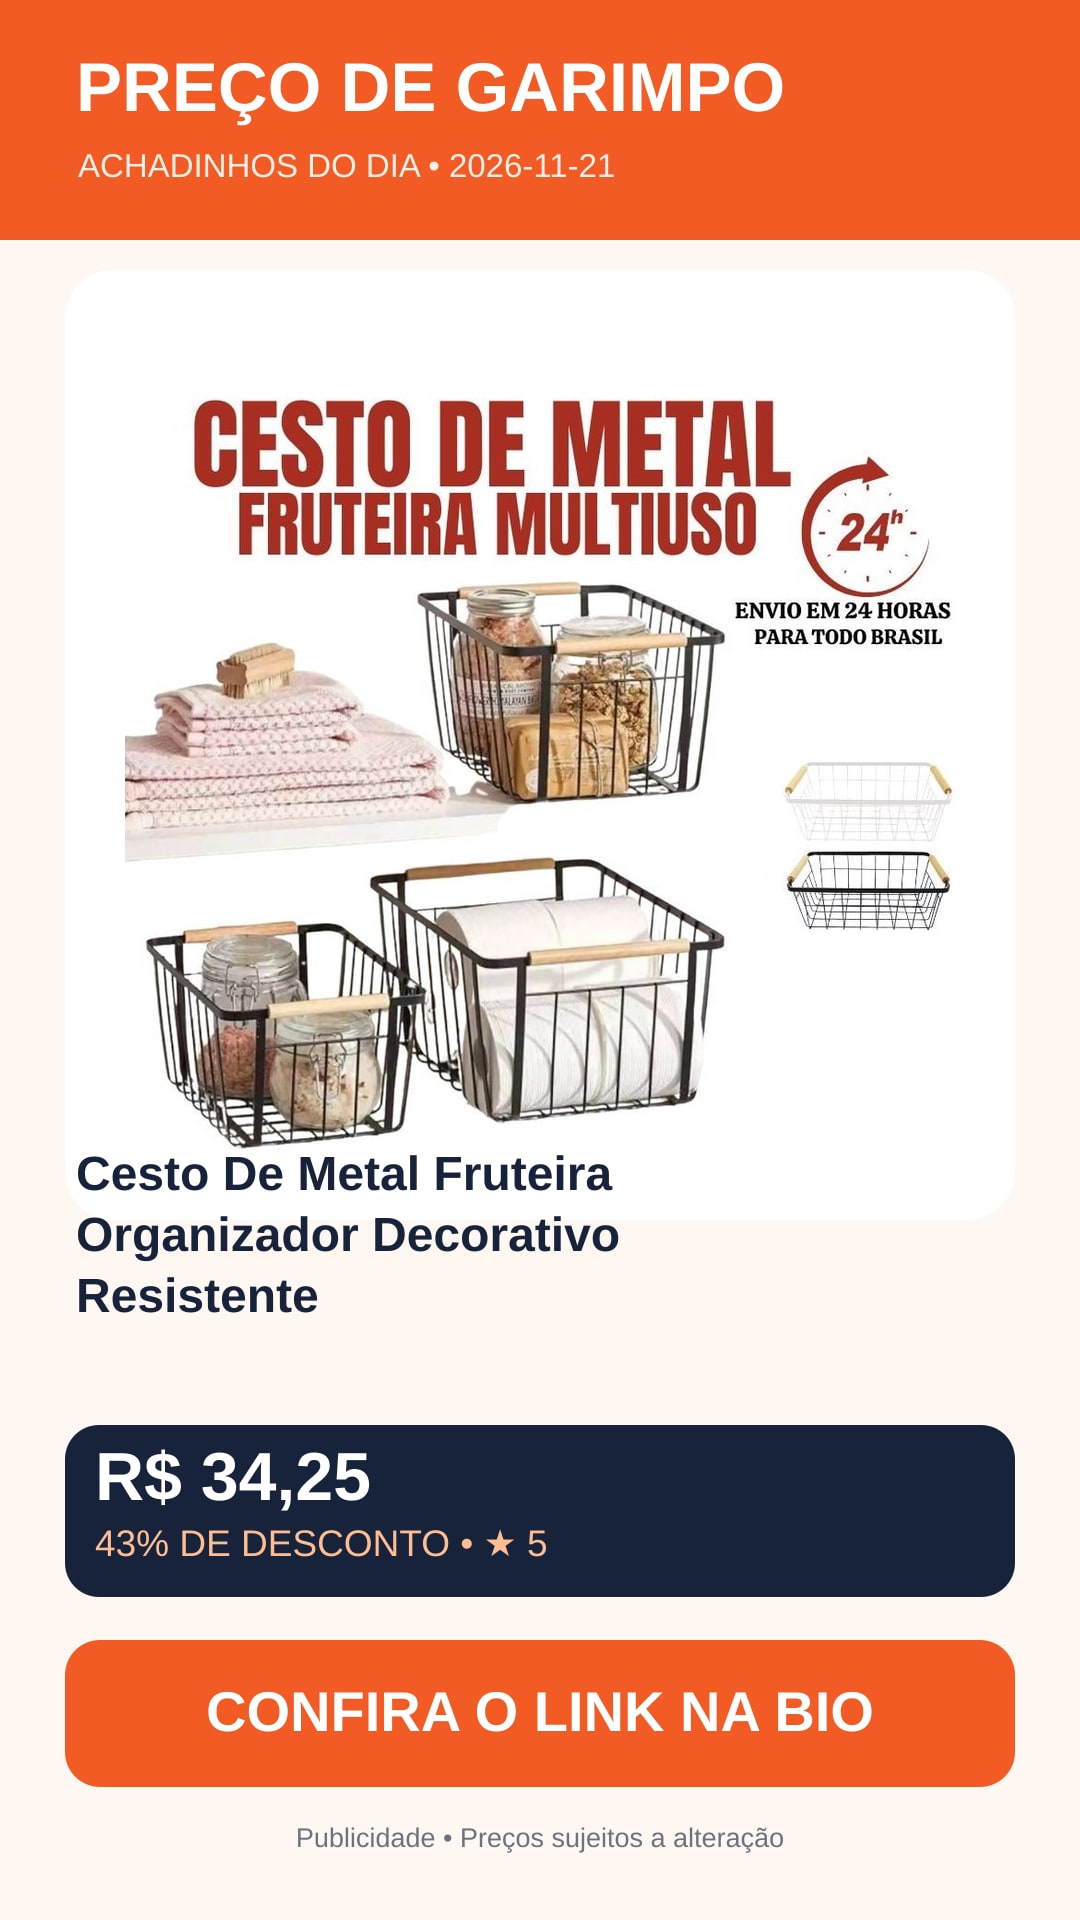 PREÇO DE GARIMPO
ACHADINHOS DO DIA • 2026-11-21
CESTO DE METAL
FRUTEIRA MULTIUSO
24h
ENVIO EM 24 HORAS
PARA TODO BRASIL
Cesto De Metal Fruteira
Organizador Decorativo
Resistente
R$ 34,25
43% DE DESCONTO • ★ 5
CONFIRA O LINK NA BIO
Publicidade • Preços sujeitos a alteração